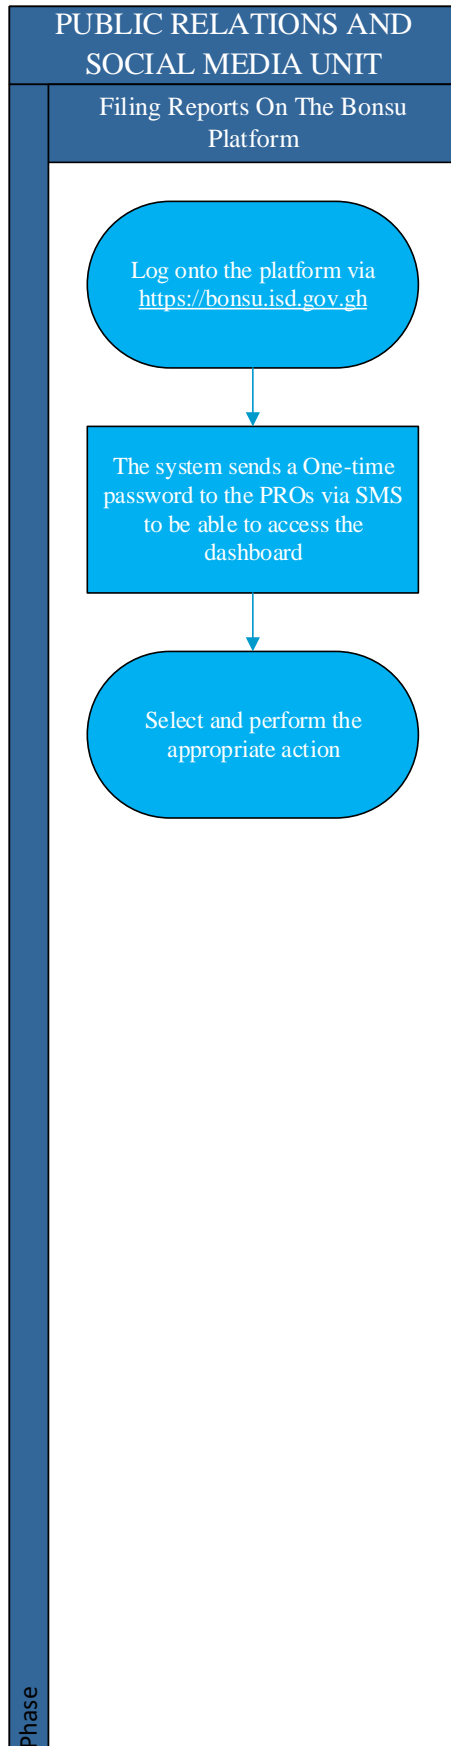 PUBLIC RELATIONS AND
SOCIAL MEDIA UNIT
Filing Reports On The Bonsu
Platform
Log onto the platform via
https://bonsu.isd.gov.gh
The system sends a One-time
password to the PROs via SMS
to be able to access the
dashboard
Select and perform the
appropriate action
Phase